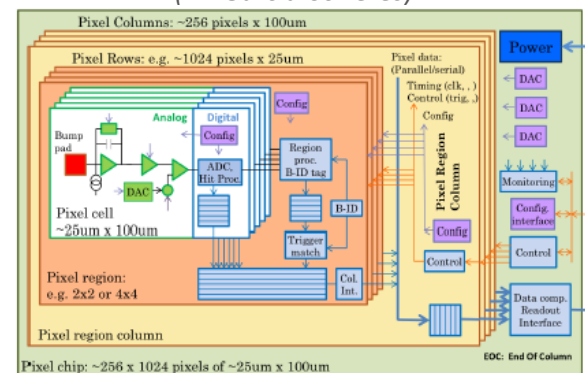 Pixel Columns: ~256 pixels x 100um
Pixel Rows: e.g. ~1024 pixels x 25um
Pixel data:
(Parallel/serial)
Timing (clk, . )
Control (trig, ,)
Config
Power
DAC
DAC
DAC
Analog
Digital
Config
Config
Bump
pad
ADC,
Hit Proc.
DAC
Pixel cell
~25um x 100um
Region
proc.
B-ID tag
B-ID
Trigger
match
Col.
Int.
Pixel Region
Column
Config
Control
Monitoring
Config.
interface
Control
Data comp.
Readout
Interface
Pixel region:
e.g. 2x2 or 4x4
Pixel region column
EOC: End Of Column
Pixel chip: ~256 x 1024 pixels of ~25um x 100um